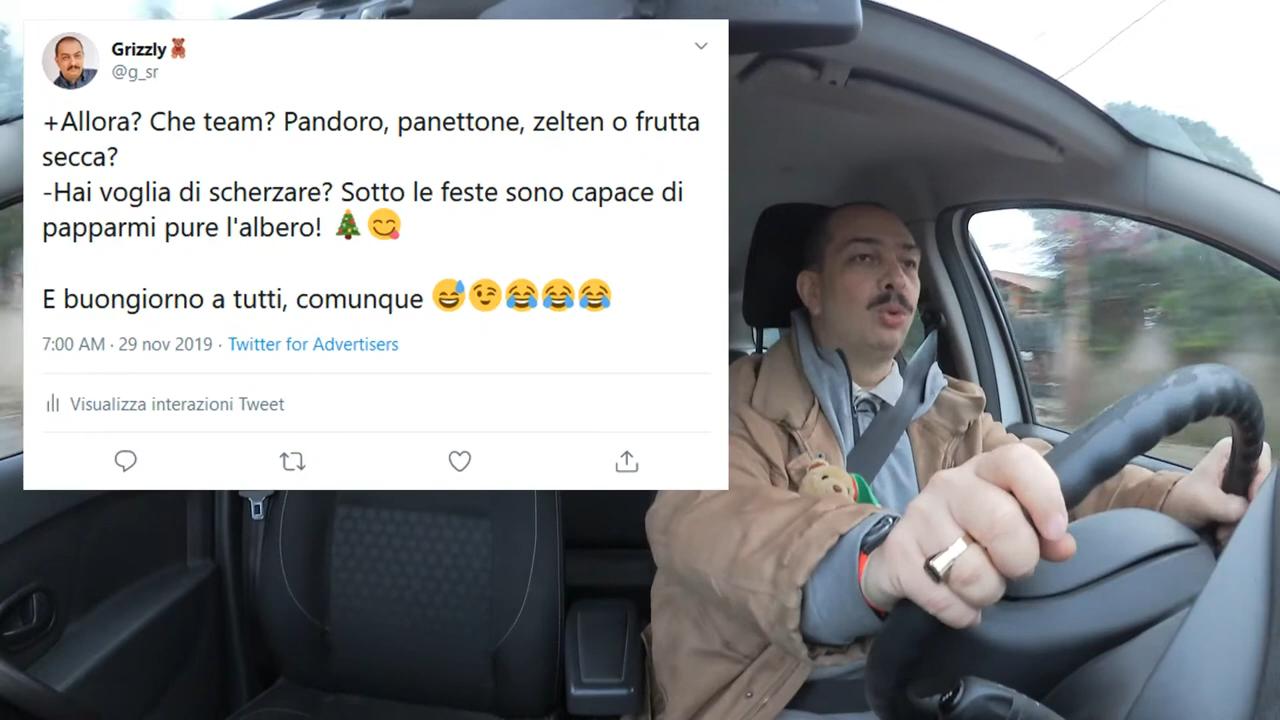 Grizzly🧸
@g_sr
+Allora? Che team? Pandoro, panettone, zelten o frutta
secca?
-Hai voglia di scherzare? Sotto le feste sono capace di
papparmi pure l'albero! 🎄😋
E buongiorno a tutti, comunque 😅😉😂😂😂
7:00 AM · 29 nov 2019 · Twitter for Advertisers
Visualizza interazioni Tweet